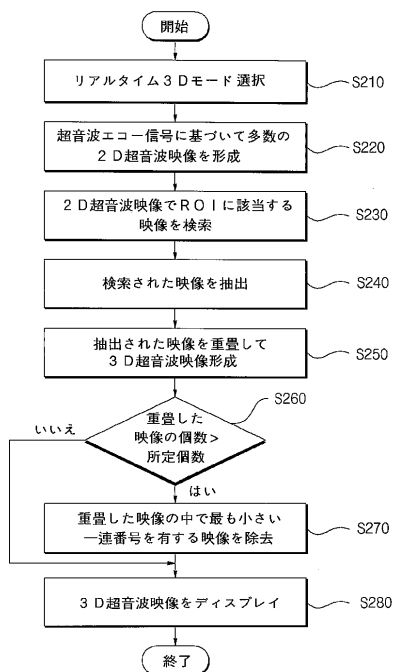 開始
リアルタイム3Dモード選択
S210
超音波エコー信号に基づいて多数の
2D超音波映像を形成
S220
2D超音波映像でROIに該当する
映像を検索
S230
検索された映像を抽出
S240
抽出された映像を重畳して
3D超音波映像形成
S250
S260
重畳した
映像の個数>
所定個数
いいえ
はい
重畳した映像の中で最も小さい
一連番号を有する映像を除去
S270
3D超音波映像をディスプレイ
S280
終了